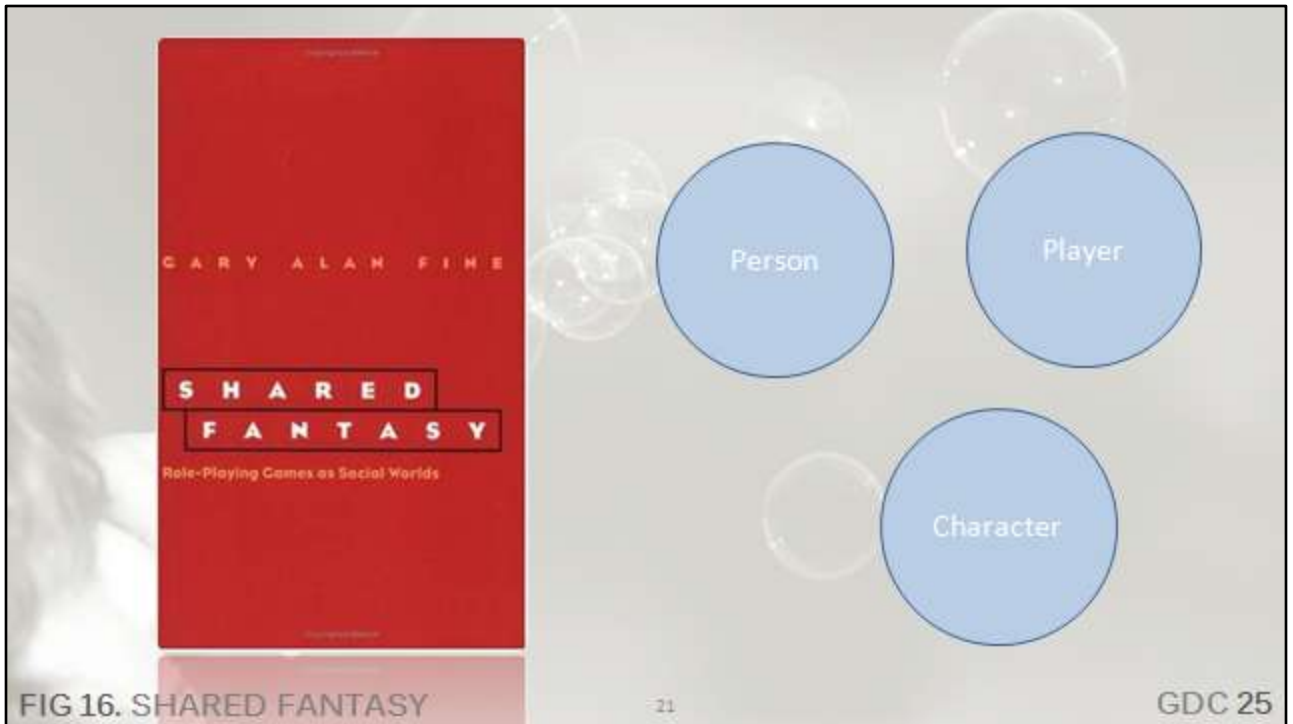 GARY ALAN FINE
SHARED
FANTASY
Role-Playing Games as Social Worlds
Person
Player
Character
FIG 16. SHARED FANTASY
21
GDC 25